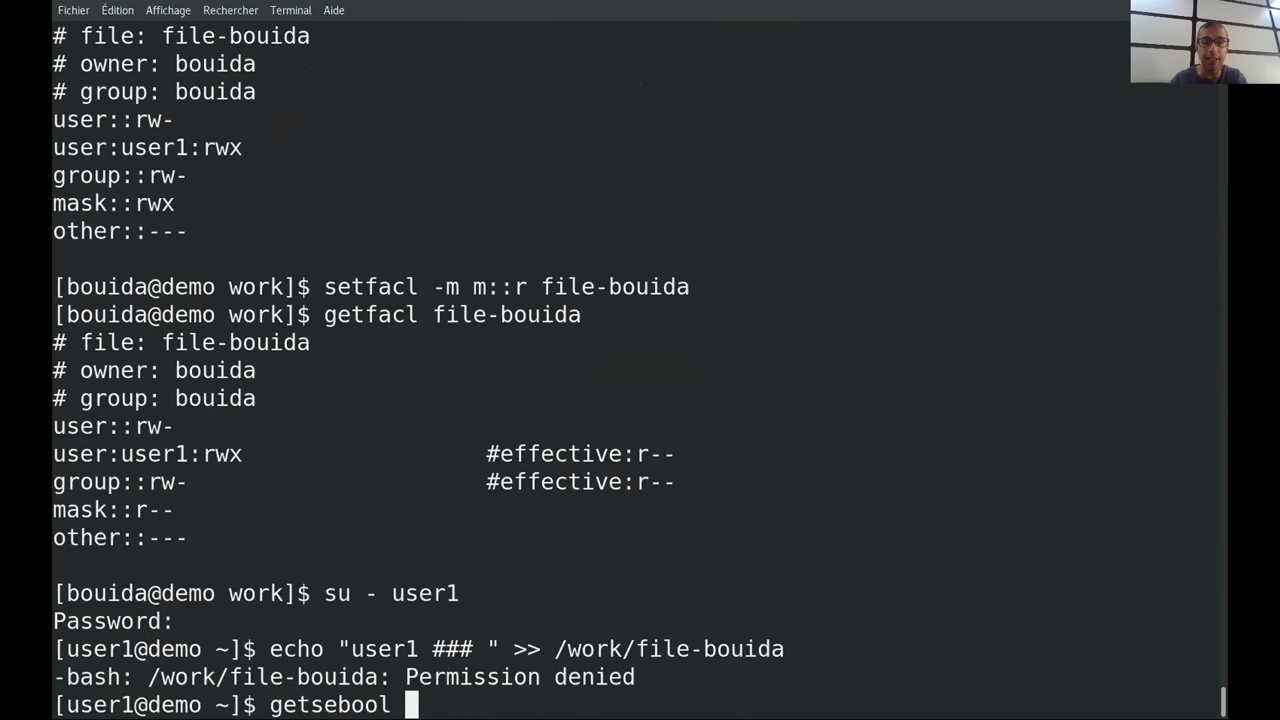 Fichier Édition Affichage Rechercher Terminal Aide
# file: file-bouida
# owner: bouida
# group: bouida
user::rw-
user:user1:rwx
group::rw-
mask::rwx
other::---
[bouida@demo work]$ setfacl -m m::r file-bouida
[bouida@demo work]$ getfacl file-bouida
# file: file-bouida
# owner: bouida
# group: bouida
user::rw-
user:user1:rwx #effective:r--
group::rw- #effective:r--
mask::r--
other::---
[bouida@demo work]$ su - user1
Password:
[user1@demo ~]$ echo "user1 ### " >> /work/file-bouida
-bash: /work/file-bouida: Permission denied
[user1@demo ~]$ getsebool